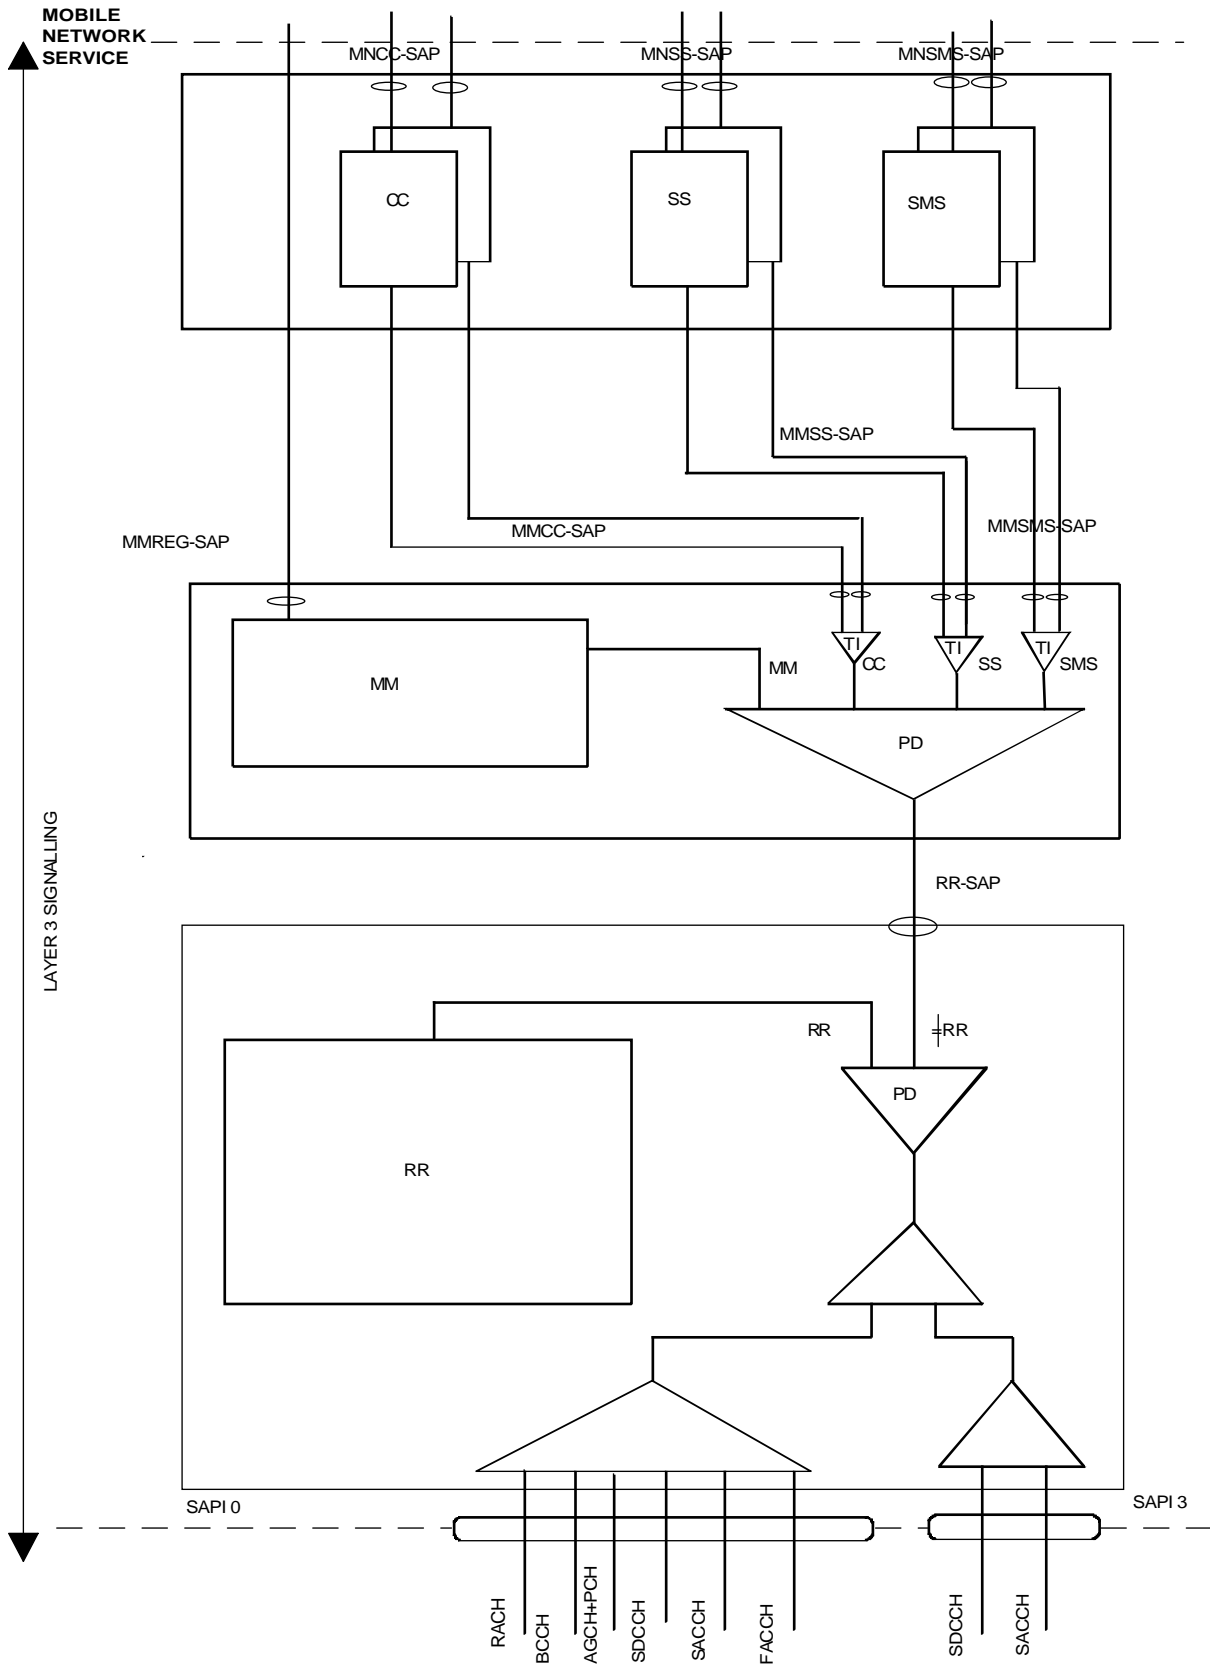 MOBILE
NETWORK
SERVICE
MNCC-SAP
MNSS-SAP
MNSMS-SAP
CC
SS
SMS
MMSS-SAP
MMCC-SAP
MMSMS-SAP
MMREG-SAP
TI
TI
TI
CC
SS
SMS
MM
MM
PD
LAYER 3 SIGNALLING
RR-SAP
RR
≠RR
PD
RR
SAPI 0
SAPI 3
RACH
BCCH
AGCH+PCH
SDCCH
SACCH
FACCH
SDCCH
SACCH